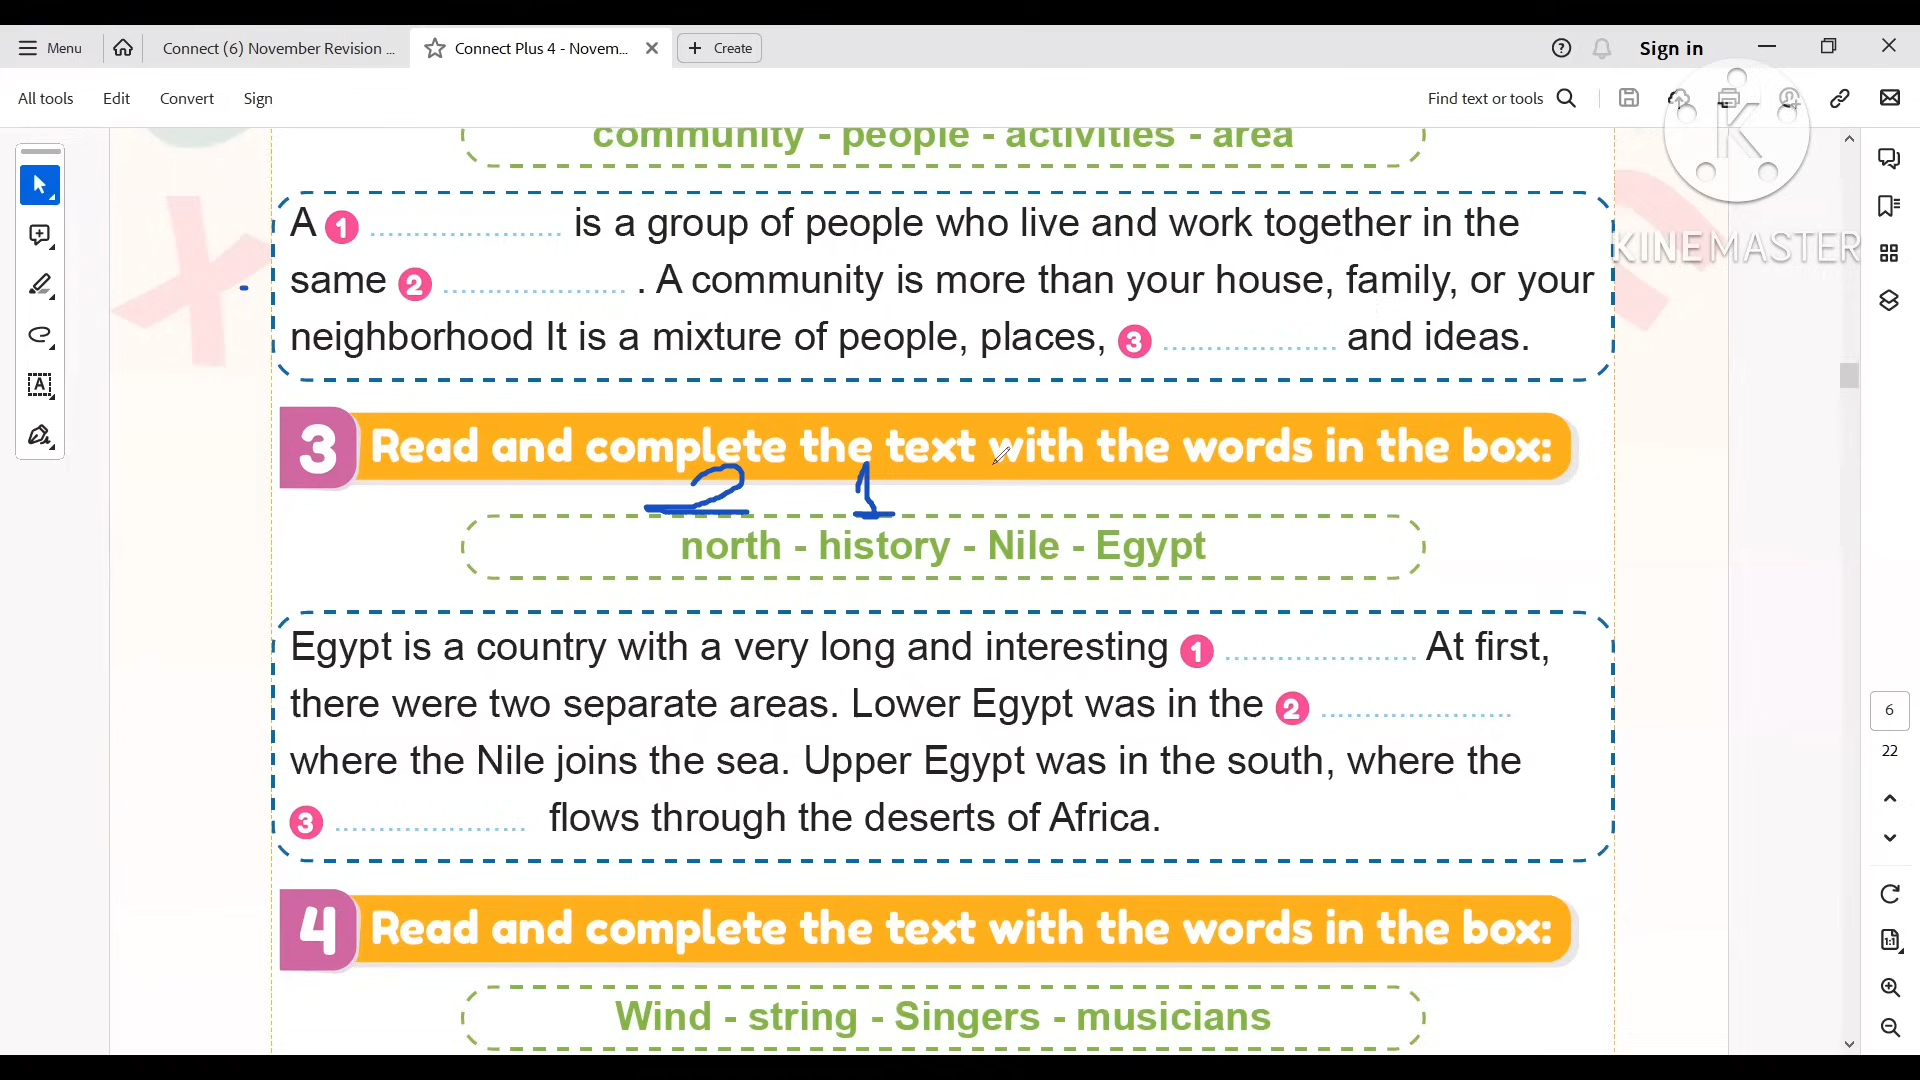 Menu
Connect (6) November Revision ...
Connect Plus 4 - Novem...
Create
Sign in
All tools
Edit
Convert
Sign
Find text or tools
KINEMASTER
community - people - activities - area
A 1 .................... is a group of people who live and work together in the
same 2 .................... . A community is more than your house, family, or your
neighborhood It is a mixture of people, places, 3 .................... and ideas.
3 Read and complete the text with the words in the box:
2 1
north - history - Nile - Egypt
Egypt is a country with a very long and interesting 1 .................... At first,
there were two separate areas. Lower Egypt was in the 2 ....................
where the Nile joins the sea. Upper Egypt was in the south, where the
3 .................... flows through the deserts of Africa.
4 Read and complete the text with the words in the box:
Wind - string - Singers - musicians
6
22